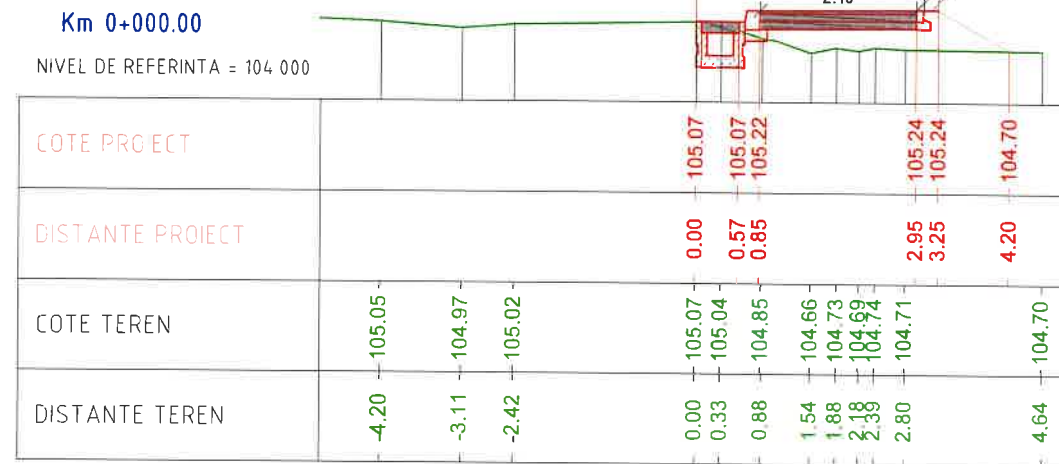 Km 0+000.00
NIVEL DE REFERINTA = 104 000
COTE PROECT 105.07 105.07 105.22 105.24 105.24 104.70
DISTANTE PROIECT 0.00 0.57 0.85 2.95 3.25 4.20
COTE TEREN 105.05 104.97 105.02 105.07 105.04 104.85 104.66 104.73 104.69 104.74 104.71 104.70
DISTANTE TEREN -4.20 -3.11 -2.42 0.00 0.33 0.88 1.54 1.88 2.18 2.39 2.80 4.64